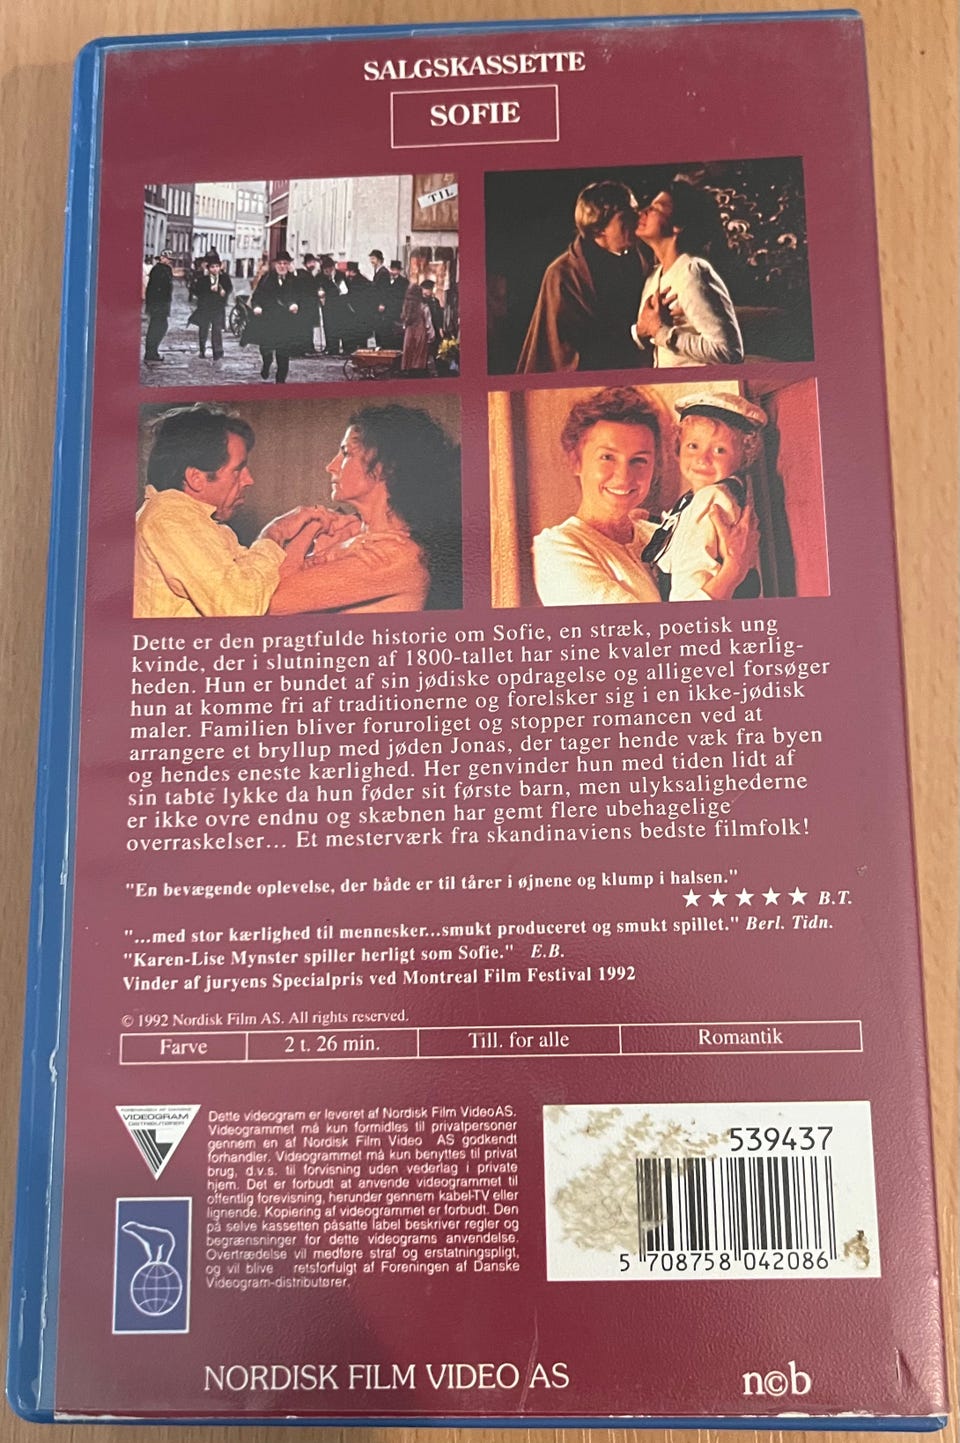 SALGSKASSETTE
SOFIE
TIL
Dette er den pragtfulde historie om Sofie, en stræk, poetisk ung
kvinde, der i slutningen af 1800-tallet har sine kvaler med kærlig-
heden. Hun er bundet af sin jødiske opdragelse og alligevel forsøger
hun at komme fri af traditionerne og forelsker sig i en ikke-jødisk
maler. Familien bliver foruroliget og stopper romancen ved at
arrangere et bryllup med jøden Jonas, der tager hende væk fra byen
og hendes eneste kærlighed. Her genvinder hun med tiden lidt af
sin tabte lykke da hun føder sit første barn, men ulyksalighederne
er ikke ovre endnu og skæbnen har gemt flere ubehagelige
overraskelser... Et mesterværk fra skandinaviens bedste filmfolk!
"En bevægende oplevelse, der både er til tårer i øjnene og klump i halsen."
★★★★★ B.T.
"...med stor kærlighed til mennesker...smukt produceret og smukt spillet." Berl. Tidn.
"Karen-Lise Mynster spiller herligt som Sofie." E.B.
Vinder af juryens Specialpris ved Montreal Film Festival 1992
© 1992 Nordisk Film AS. All rights reserved.
Farve 2 t. 26 min. Till. for alle Romantik
FORENINGEN AF DANSKE
VIDEOGRAM
DISTRIBUTØRER
Dette videogram er leveret af Nordisk Film VideoAS.
Videogrammet må kun formidles til privatpersoner
gennem en af Nordisk Film Video AS godkendt
forhandler. Videogrammet må kun benyttes til privat
brug, d.v.s. til forvisning uden vederlag i private
hjem. Det er forbudt at anvende videogrammet til
offentlig forevisning, herunder gennem kabel-TV eller
lignende. Kopiering af videogrammet er forbudt. Den
på selve kassetten påsatte label beskriver regler og
begrænsninger for dette videograms anvendelse.
Overtrædelse vil medføre straf og erstatningspligt,
og vil blive retsforfulgt af Foreningen af Danske
Videogram-distributører.
539437
5 708758 042086
NORDISK FILM VIDEO AS
n©b